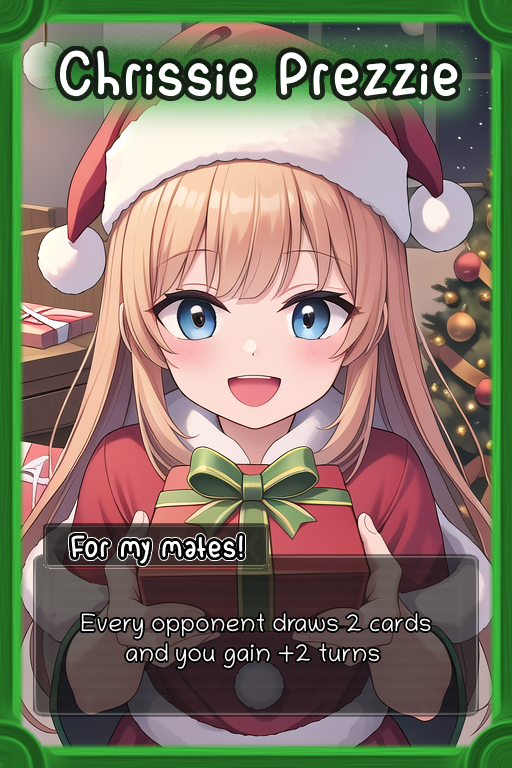 Chrissie Prezzie
For my mates!
Every opponent draws 2 cards
and you gain +2 turns